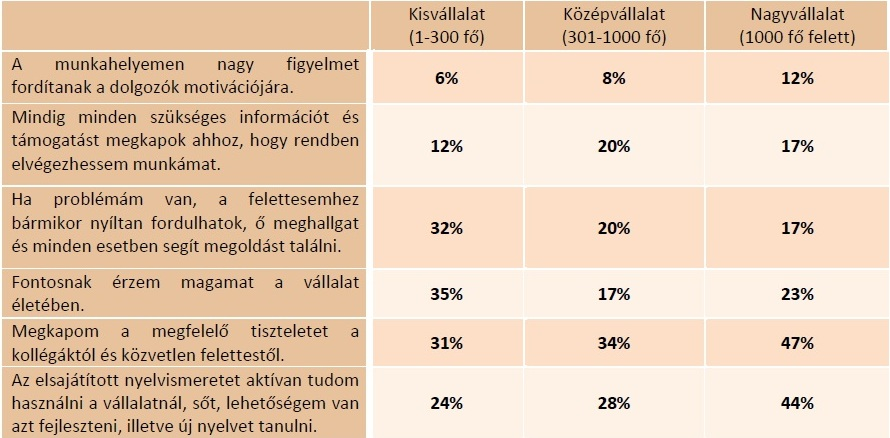 Kisvállalat
(1-300 fő)
Középvállalat
(301-1000 fő)
Nagyvállalat
(1000 fő felett)
A munkahelyemen nagy figyelmet
fordítanak a dolgozók motivációjára.
6%
8%
12%
Mindig minden szükséges információt és
támogatást megkapok ahhoz, hogy rendben
elvégezhessem munkámat.
12%
20%
17%
Ha problémám van, a felettesemhez
bármikor nyíltan fordulhatok, ő meghallgat
és minden esetben segít megoldást találni.
32%
20%
17%
Fontosnak érzem magamat a vállalat
életében.
35%
17%
23%
Megkapom a megfelelő tiszteletet a
kollégáktól és közvetlen felettestől.
31%
34%
47%
Az elsajátított nyelvismeretet aktívan tudom
használni a vállalatnál, sőt, lehetőségem van
azt fejleszteni, illetve új nyelvet tanulni.
24%
28%
44%